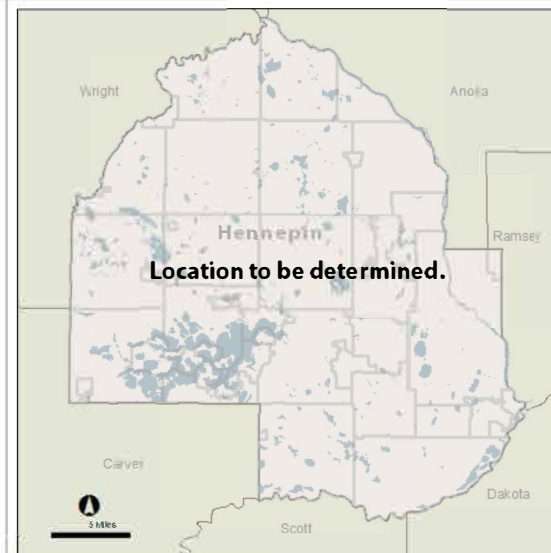 Wright
Anoka
Hennepin
Ramsey
Location to be determined.
Carver
Dakota
5 Miles
Scott